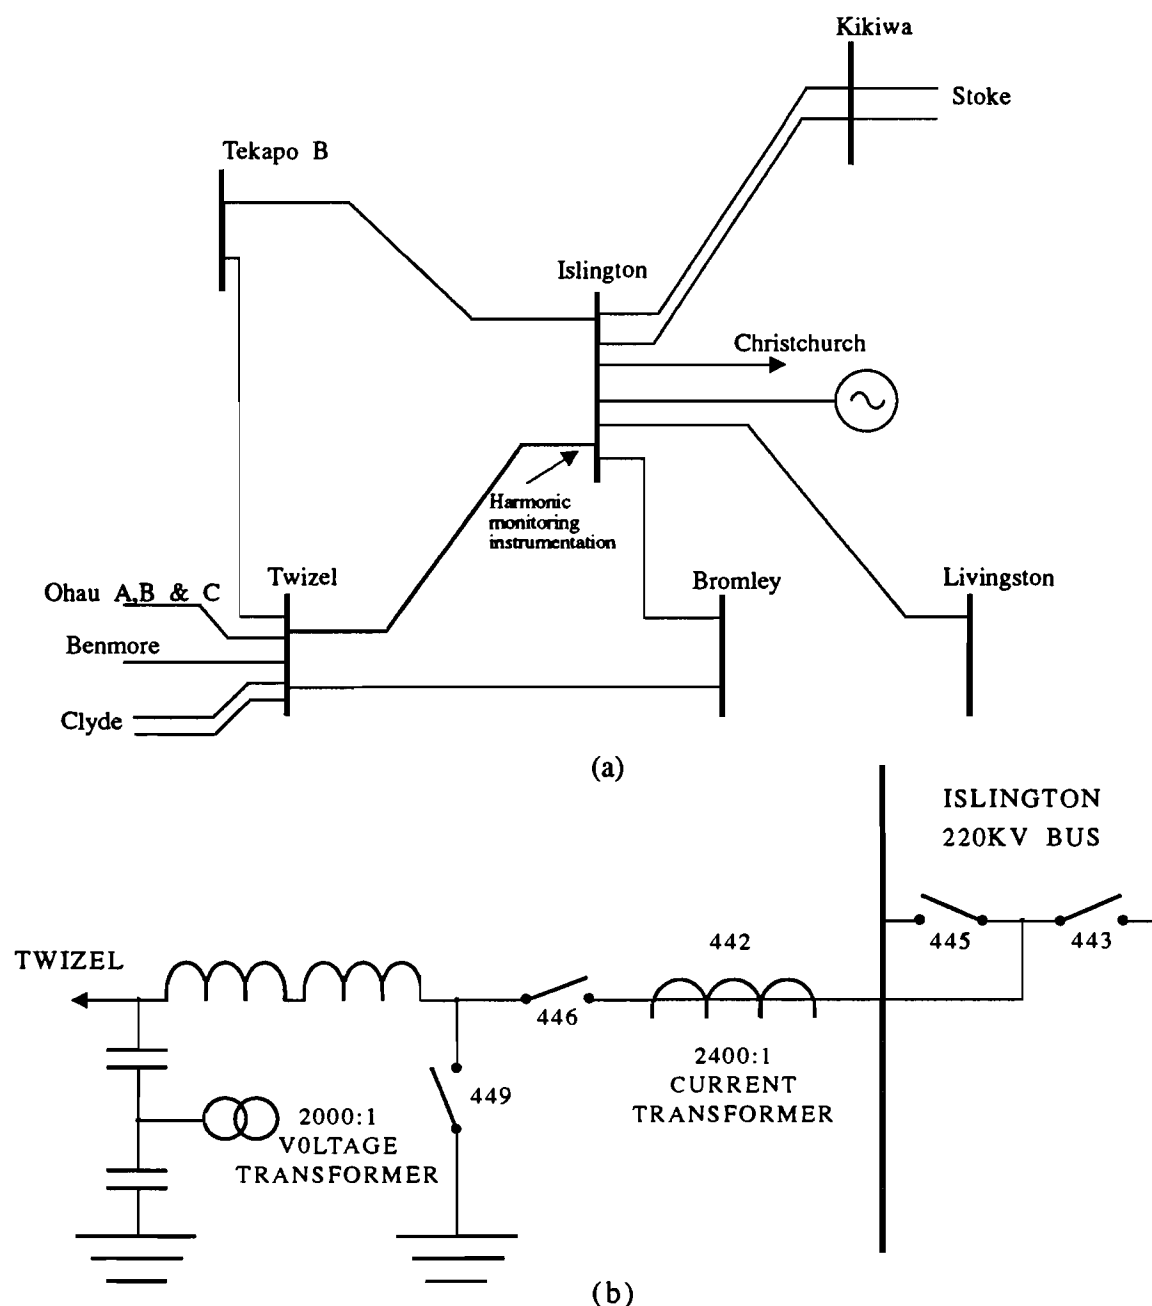 Kikiwa
Stoke
Tekapo B
Islington
Christchurch
Harmonic
monitoring
instrumentation
Twizel
Ohau A,B & C
Benmore
Clyde
Bromley
Livingston
(a)
ISLINGTON
220KV BUS
445
443
442
TWIZEL
446
449
2400:1
CURRENT
TRANSFORMER
2000:1
V0LTAGE
TRANSFORMER
(b)